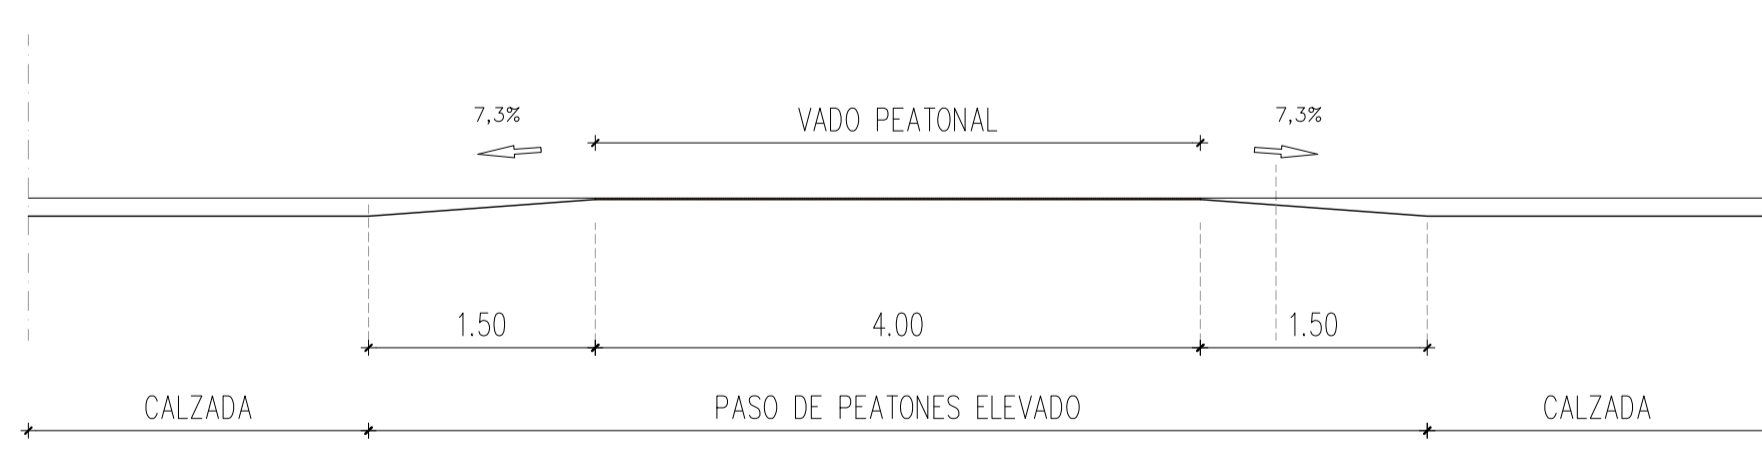 7,3%
VADO PEATONAL
7,3%
1.50
4.00
1.50
CALZADA
PASO DE PEATONES ELEVADO
CALZADA